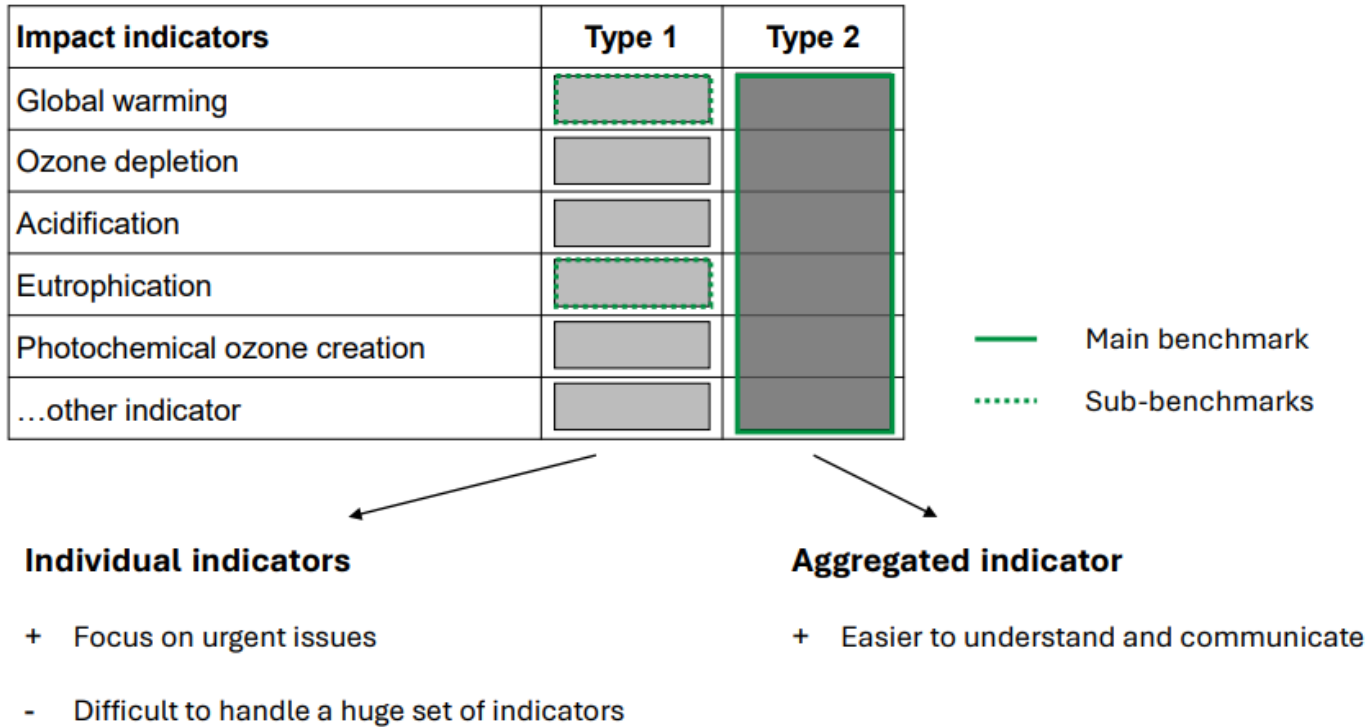 Impact indicators Type 1 Type 2
Global warming
Ozone depletion
Acidification
Eutrophication
Photochemical ozone creation
…other indicator
Main benchmark
Sub-benchmarks
Individual indicators
+ Focus on urgent issues
- Difficult to handle a huge set of indicators
Aggregated indicator
+ Easier to understand and communicate